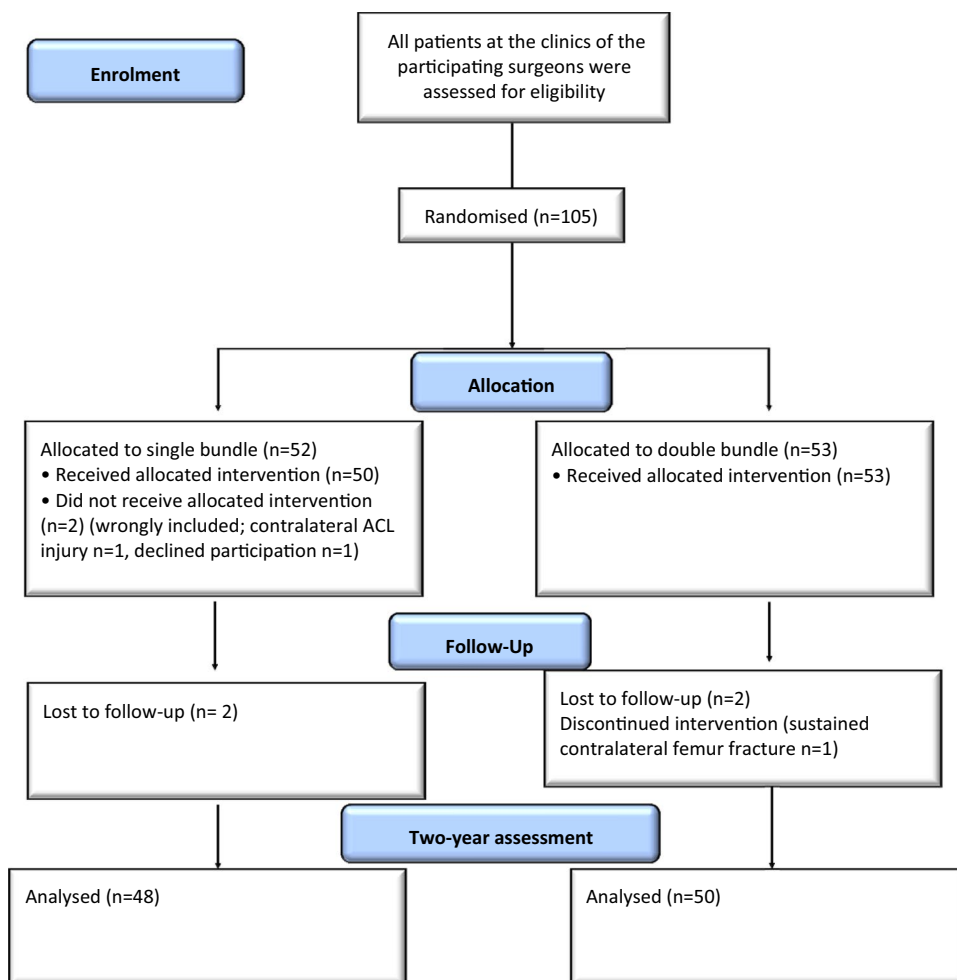 Enrolment
All patients at the clinics of the
participating surgeons were
assessed for eligibility
Randomised (n=105)
Allocation
Allocated to single bundle (n=52)
• Received allocated intervention (n=50)
• Did not receive allocated intervention
(n=2) (wrongly included; contralateral ACL
injury n=1, declined participation n=1)
Allocated to double bundle (n=53)
• Received allocated intervention (n=53)
Follow-Up
Lost to follow-up (n= 2)
Lost to follow-up (n=2)
Discontinued intervention (sustained
contralateral femur fracture n=1)
Two-year assessment
Analysed (n=48)
Analysed (n=50)